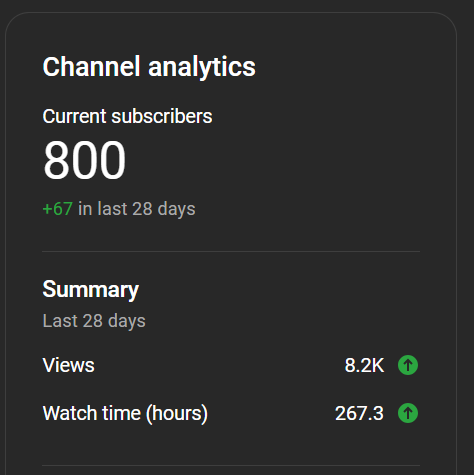 Channel analytics
Current subscribers
800
+67 in last 28 days
Summary
Last 28 days
Views 8.2K
Watch time (hours) 267.3